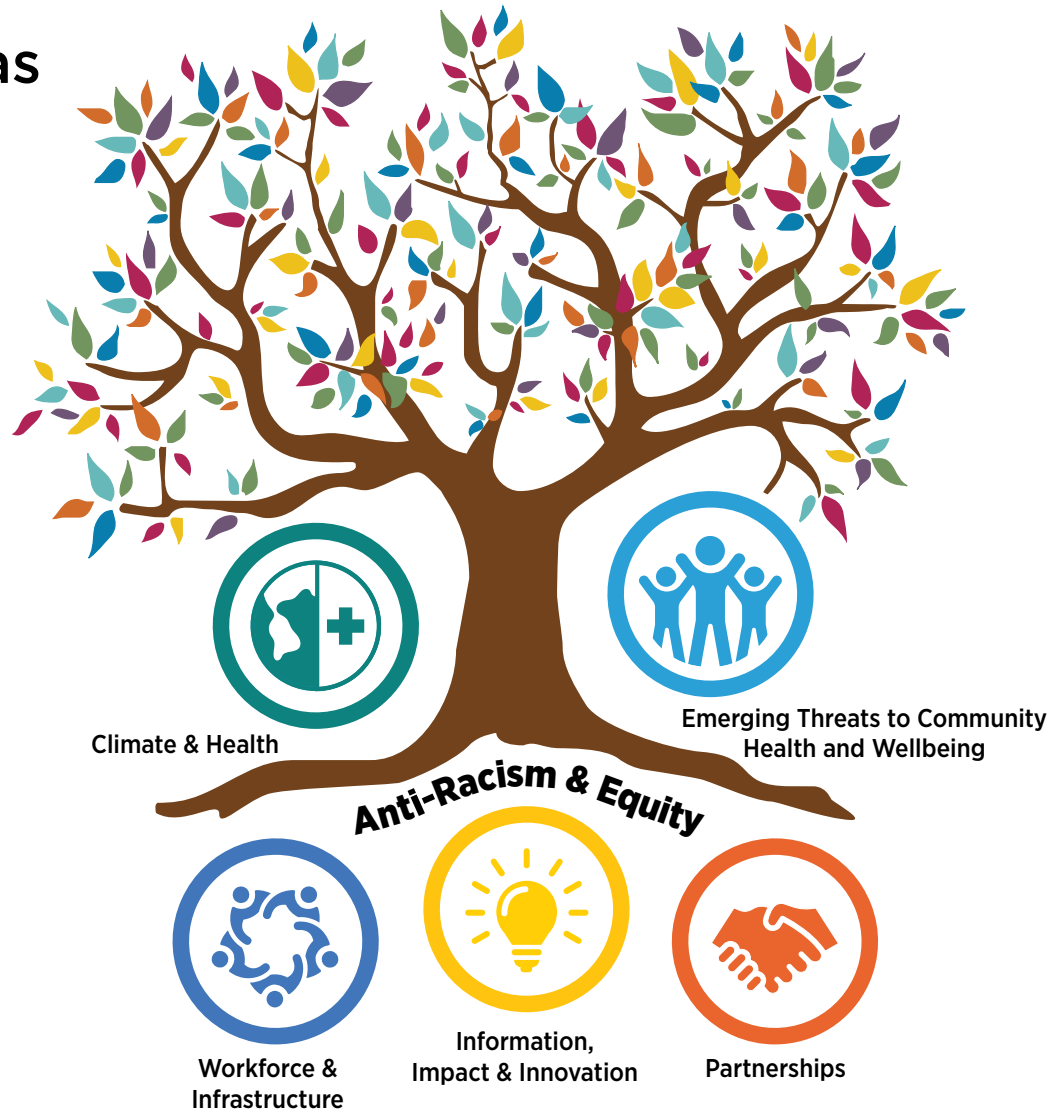 as
Climate & Health
Emerging Threats to Community
Health and Wellbeing
Anti-Racism & Equity
Workforce &
Infrastructure
Information,
Impact & Innovation
Partnerships